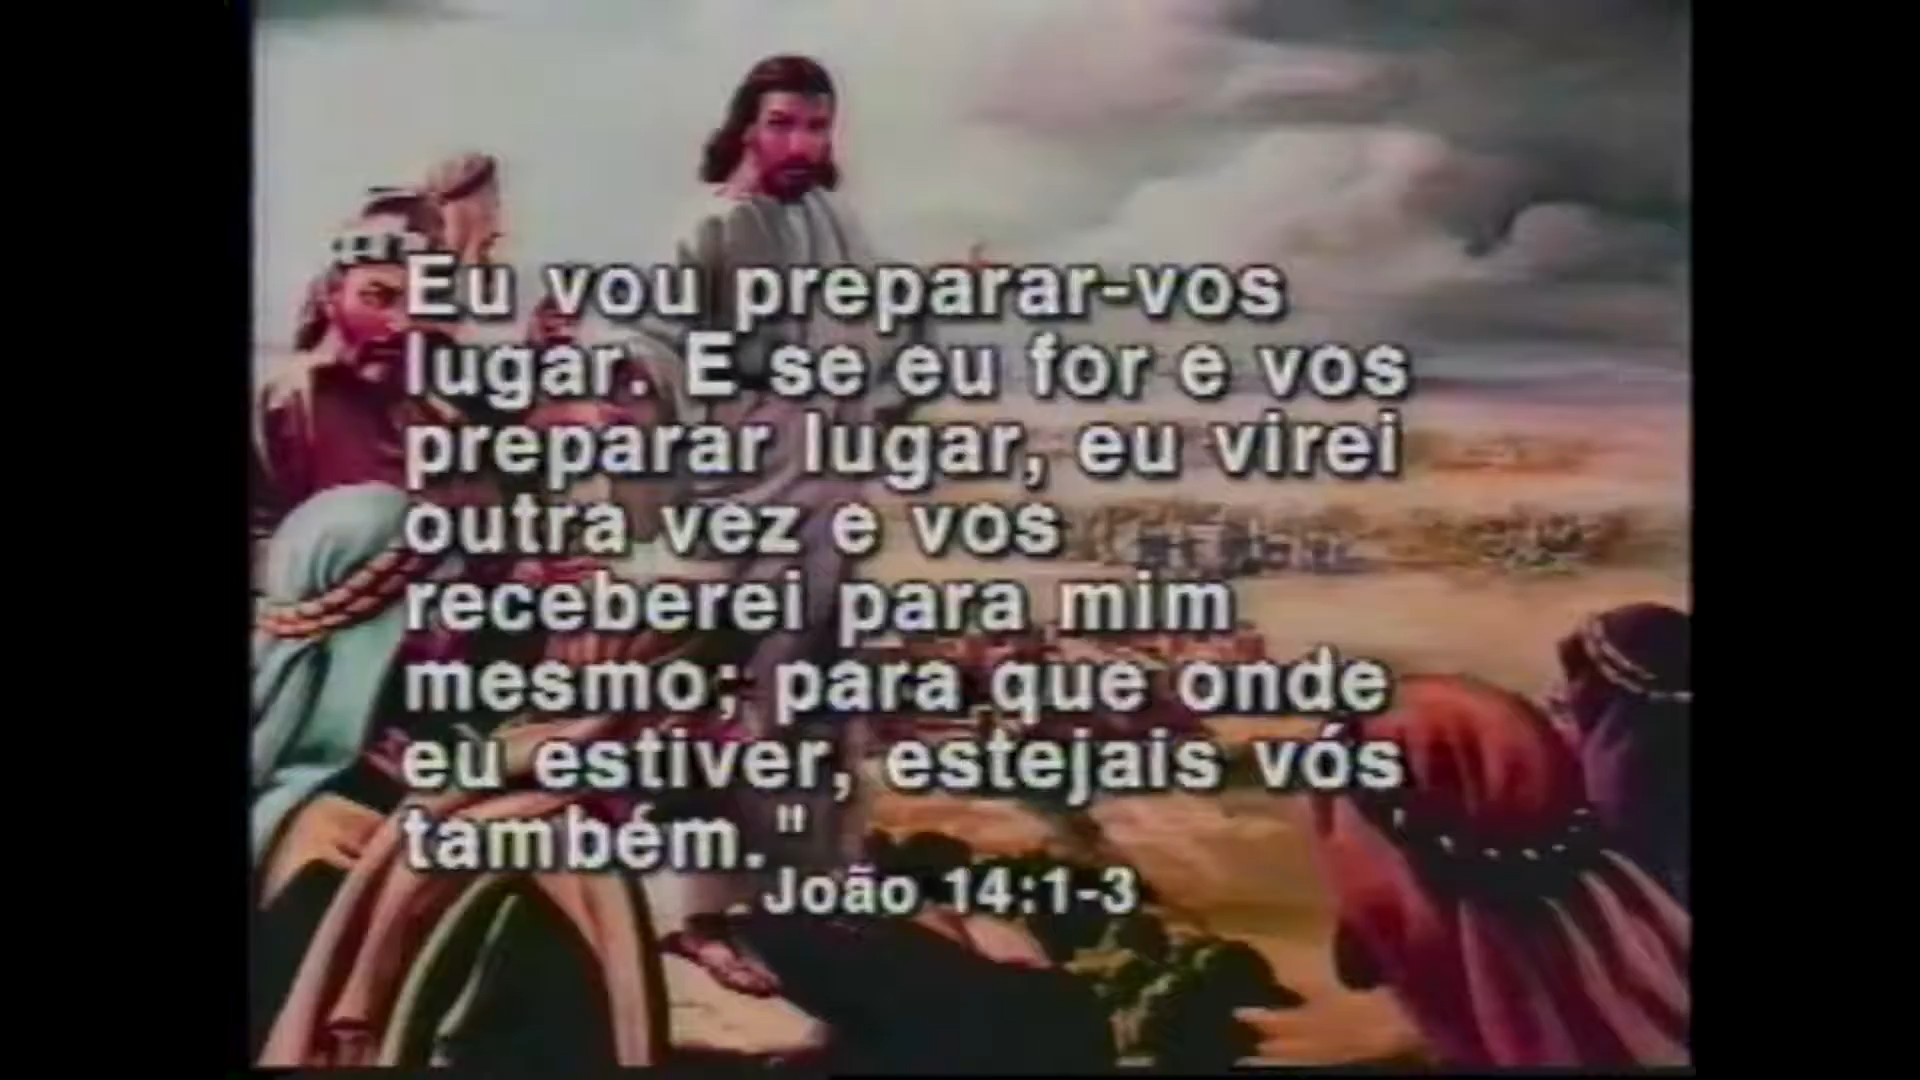 Eu vou preparar-vos
lugar. E se eu for e vos
preparar lugar, eu virei
outra vez e vos
receberei para mim
mesmo; para que onde
eu estiver, estejais vós
também."
João 14:1-3